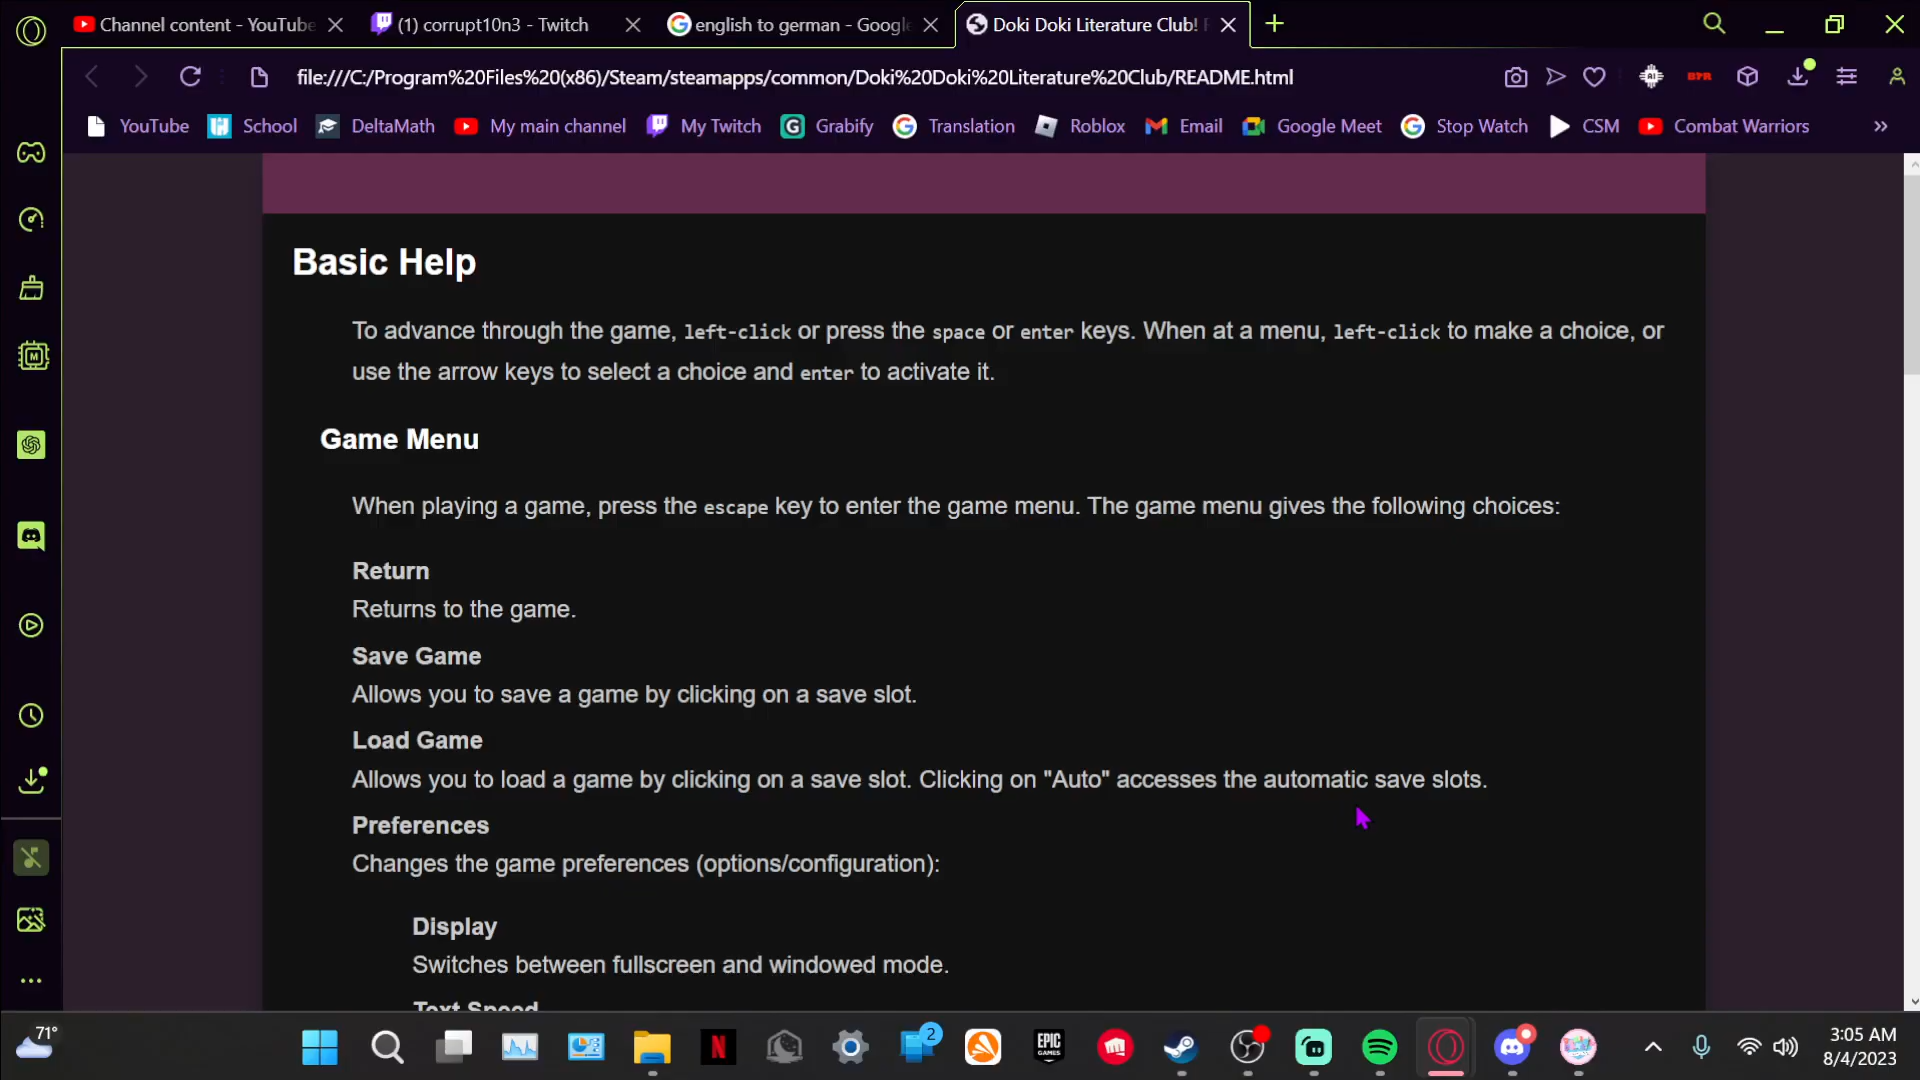 Channel content - YouTube
(1) corrupt10n3 - Twitch
english to german - Google
Doki Doki Literature Club!
file:///C:/Program%20Files%20(x86)/Steam/steamapps/common/Doki%20Doki%20Literature%20Club/README.html
BTR
YouTube
School
DeltaMath
My main channel
My Twitch
Grabify
Translation
Roblox
Email
Google Meet
Stop Watch
CSM
Combat Warriors
Basic Help
To advance through the game, left-click or press the space or enter keys. When at a menu, left-click to make a choice, or
use the arrow keys to select a choice and enter to activate it.
Game Menu
When playing a game, press the escape key to enter the game menu. The game menu gives the following choices:
Return
Returns to the game.
Save Game
Allows you to save a game by clicking on a save slot.
Load Game
Allows you to load a game by clicking on a save slot. Clicking on "Auto" accesses the automatic save slots.
Preferences
Changes the game preferences (options/configuration):
Display
Switches between fullscreen and windowed mode.
Text Speed
71°
2
EPIC
GAMES
3:05 AM
8/4/2023